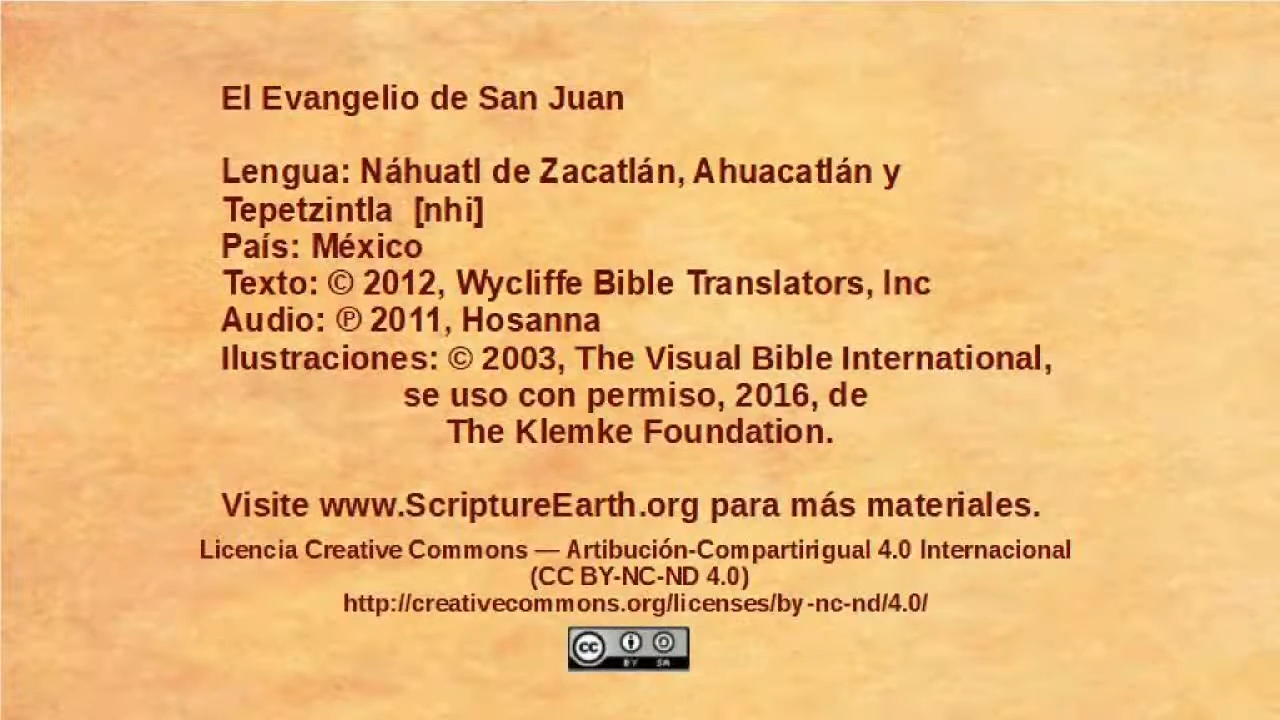 El Evangelio de San Juan
Lengua: Náhuatl de Zacatlán, Ahuacatlán y
Tepetzintla [nhi]
País: México
Texto: © 2012, Wycliffe Bible Translators, Inc
Audio: ℗ 2011, Hosanna
Ilustraciones: © 2003, The Visual Bible International,
se uso con permiso, 2016, de
The Klemke Foundation.
Visite www.ScriptureEarth.org para más materiales.
Licencia Creative Commons — Artibución-Compartirigual 4.0 Internacional
(CC BY-NC-ND 4.0)
http://creativecommons.org/licenses/by-nc-nd/4.0/
cc BY SA